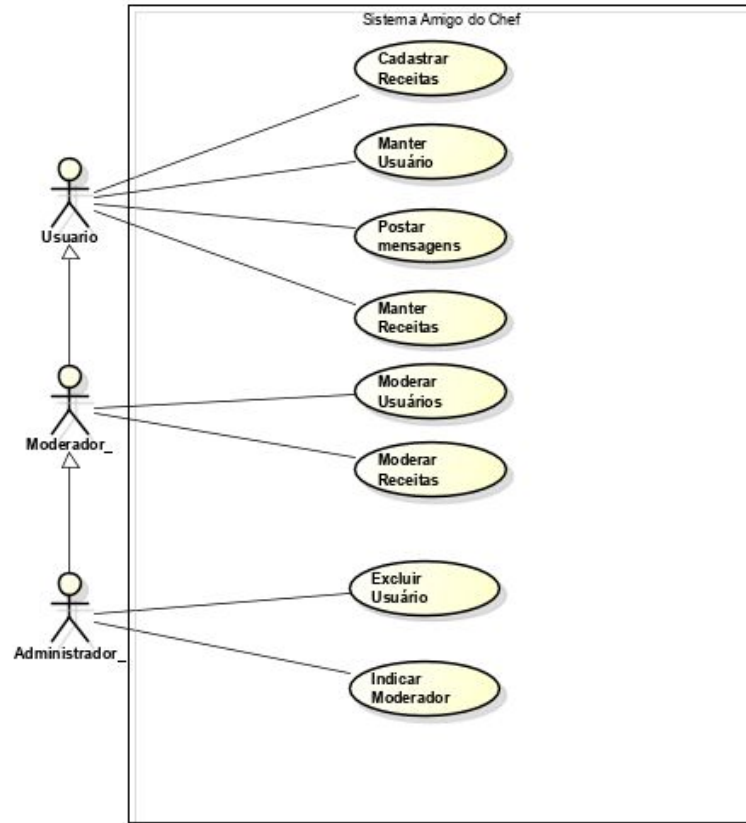 Sistema Amigo do Chef
Cadastrar
Receitas
Manter
Usuário
Usuario
Postar
mensagens
Manter
Receitas
Moderar
Usuários
Moderador_
Moderar
Receitas
Excluir
Usuário
Administrador_
Indicar
Moderador